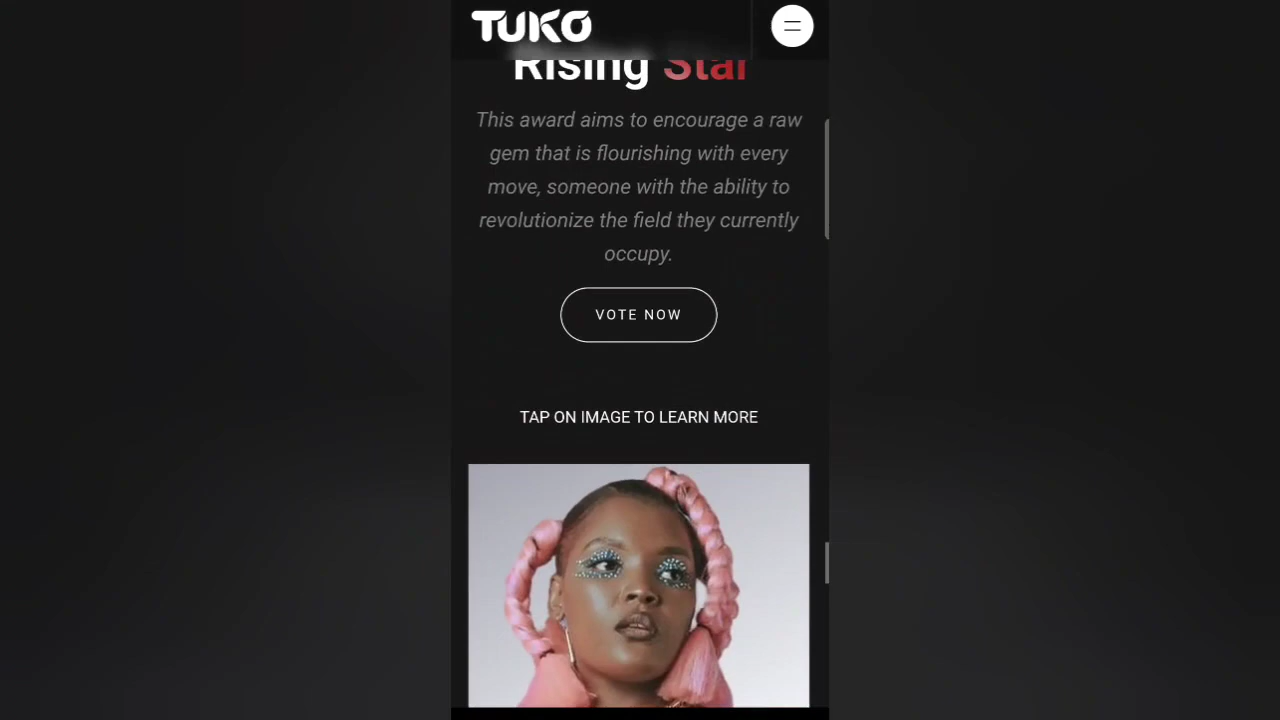 TUKO
Rising Star
This award aims to encourage a raw
gem that is flourishing with every
move, someone with the ability to
revolutionize the field they currently
occupy.
VOTE NOW
TAP ON IMAGE TO LEARN MORE